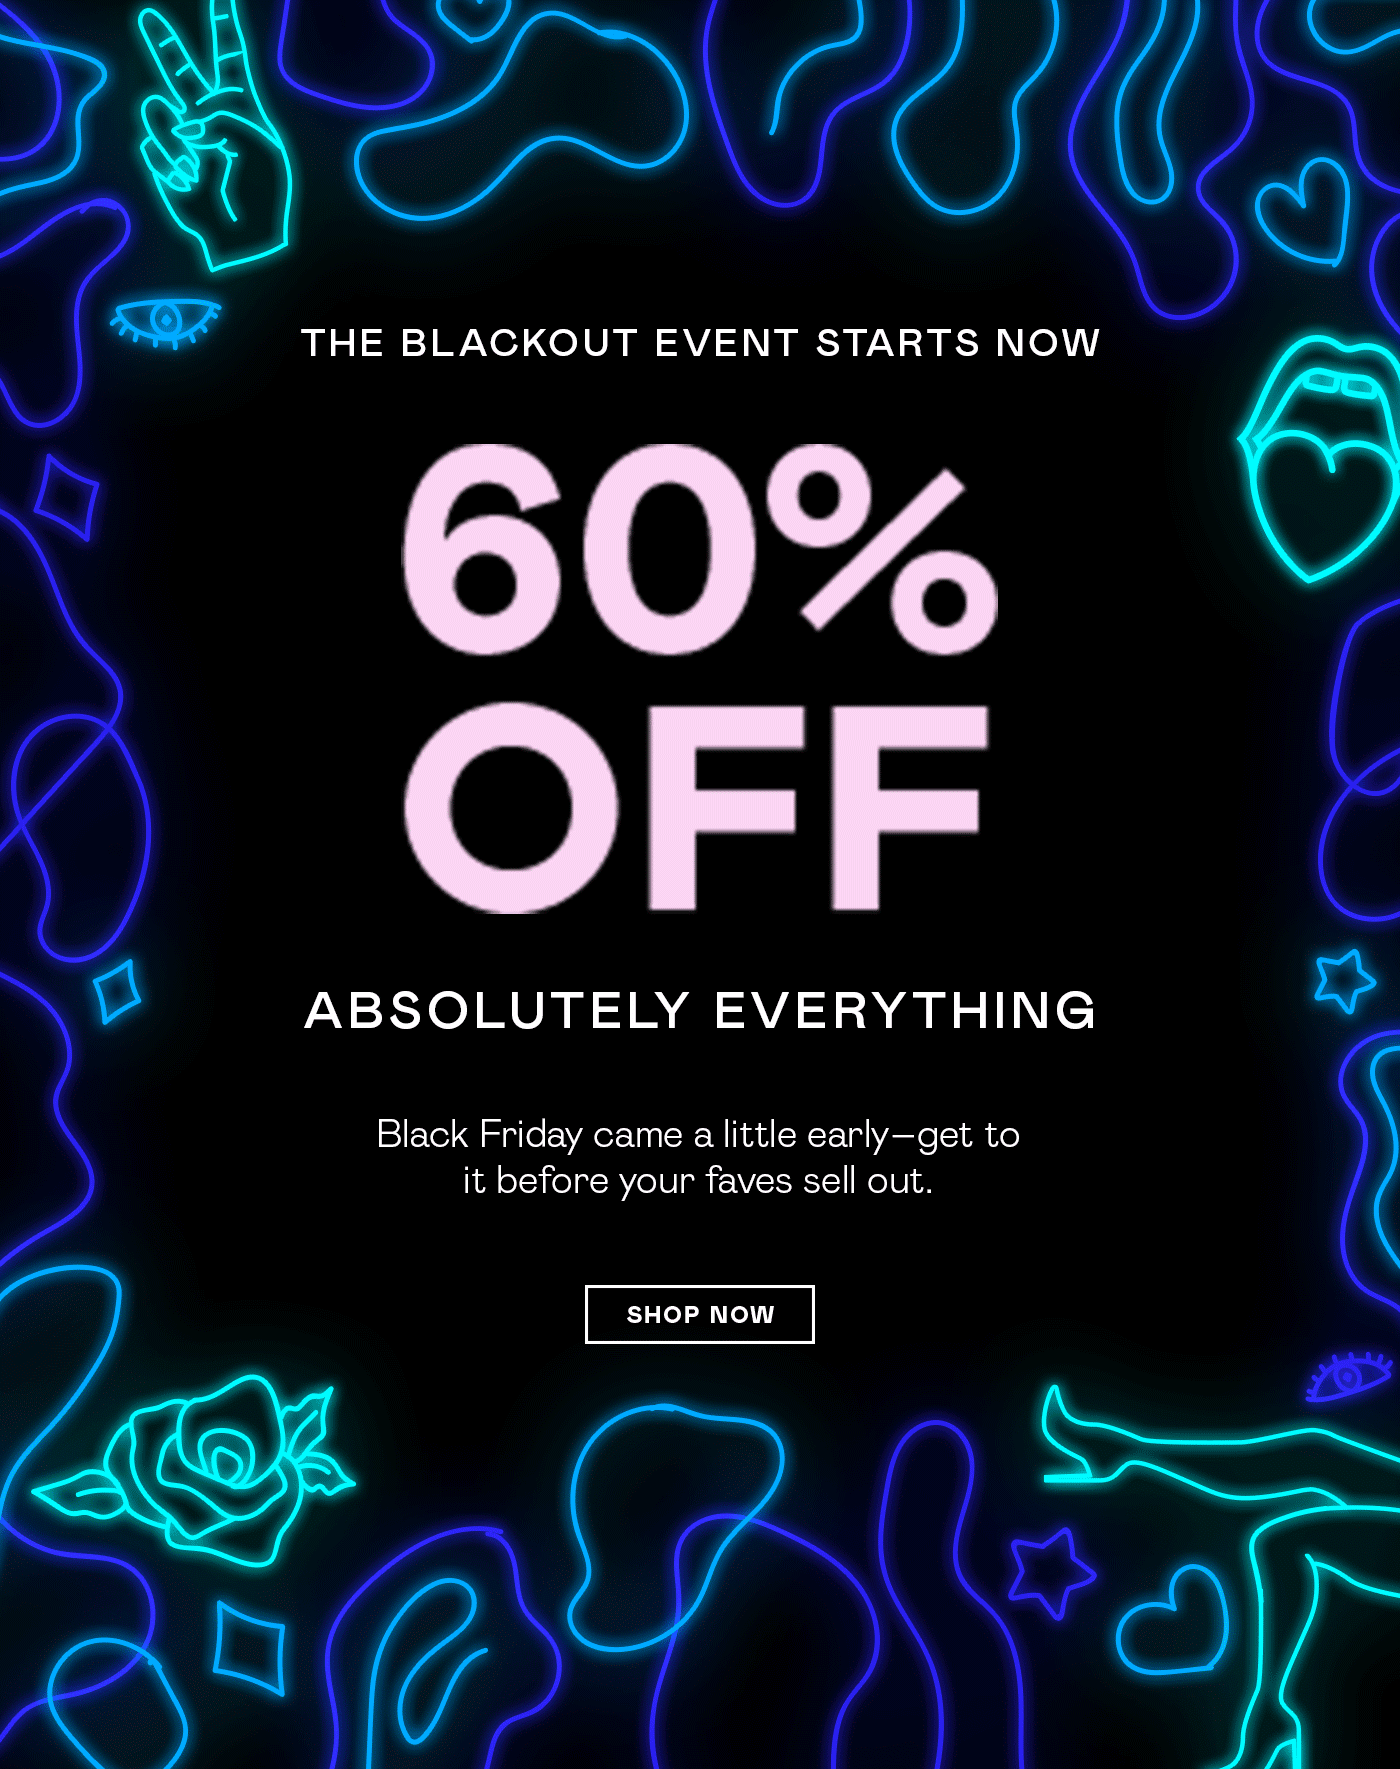 THE BLACKOUT EVENT STARTS NOW
60%
OFF
ABSOLUTELY EVERYTHING
Black Friday came a little early—get to
it before your faves sell out.
SHOP NOW